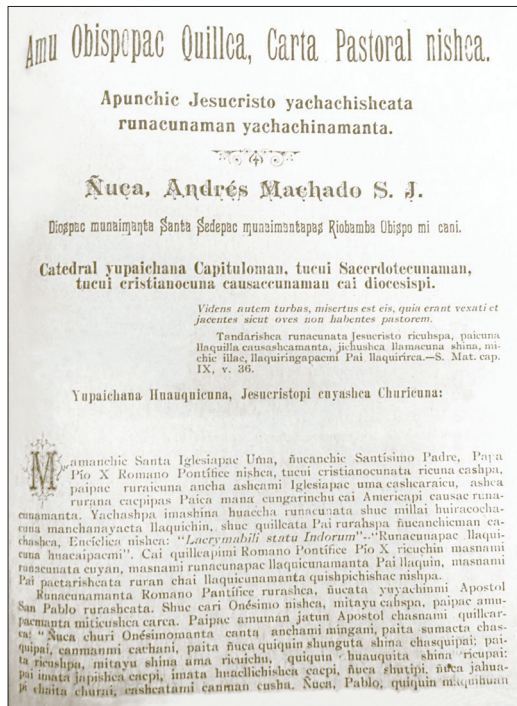 Amu Obispopac Quillca, Carta Pastoral nishca.
Apunchic Jesucristo yachachishcata
runacunaman yachachinamanta.
Ñuca, Andrés Machado S. J.
Diospac munaimanta Santa Sedepac munaimantapas Riobamba Obispo mi cani.
Catedral yupaichana Capituloman, tucui Sacerdotecunaman,
tucui cristianocuna causaccunaman cai diocesispi.
Videns autem turbas, misertus est eis, quia erant vexati et
jacentes sicut oves non habentes pastorem.
Tandarishca runacunata Jesucristo ricuhspa, paicuna
llaquilla causashcamanta, jichushca llamacuna shina, mi-
chic illac, llaquiringapacmi Pai llaquirirca.—S. Mat. cap.
IX, v. 36.
Yupaichana Huauquicuna, Jesucristopi cuyashca Churicuna:
Mamanchic Santa Iglesiapac Uma, ñucanchic Santísimo Padre, Papa
Pío X Romano Pontífice nishca, tucui cristianocunata ricuna cashpa,
paipac ruraicuna ancha ashcami Iglesiapac uma cashcaraicu, ashca
rurana cacpipas Paica mana cungarinchu cai Americapi causac runa-
cunamanta. Yachashpa imashina huaccha runacunata shuc millai huiracocha-
cuna manchanayacta llaquichin, shuc quillcata Pai rurahspa ñucanchicman ca-
chashca, Encíclica nishca: "Lacrymabili statu Indorum"--"Runacunapac llaqui-
cuna huacaipacmi". Cai quillcapimi Romano Pontífice Pío X ricuchin masnami
runacunata cuyan, masnami runacunapac llaquicunamanta Pai llaquin, masnami
Pai pactarishcata ruran chai llaquicunamanta quishpichishac nishpa.
Runacunamanta Romano Pantífice rurashca, ñucata yuyachinmi Apostol
San Pablo rurashcata. Shuc cari Onésimo nishca, mitayu cahspa, paipac amu-
pacmanta miticushca carca. Paipac amuman jatun Apostol chasnami quillcar-
ca: "Ñuca churi Onésimomanta canta anchami mingani, paita sumacta chas-
quipai, canmanmi cachani, paita ñuca quiquin shunguta shina chasquipai; pai-
ta ricushpa, mitayu shina ama ricuichu, quiquin huauquita shina ricupai:
pai imata japishca cacpi, imata huacllichishca cacpi, ñuca shutipi, ñuca jahua-
pi chaita churai, cashcatami canman cusha. Ñuca, Pablo, quiquin maquihuan